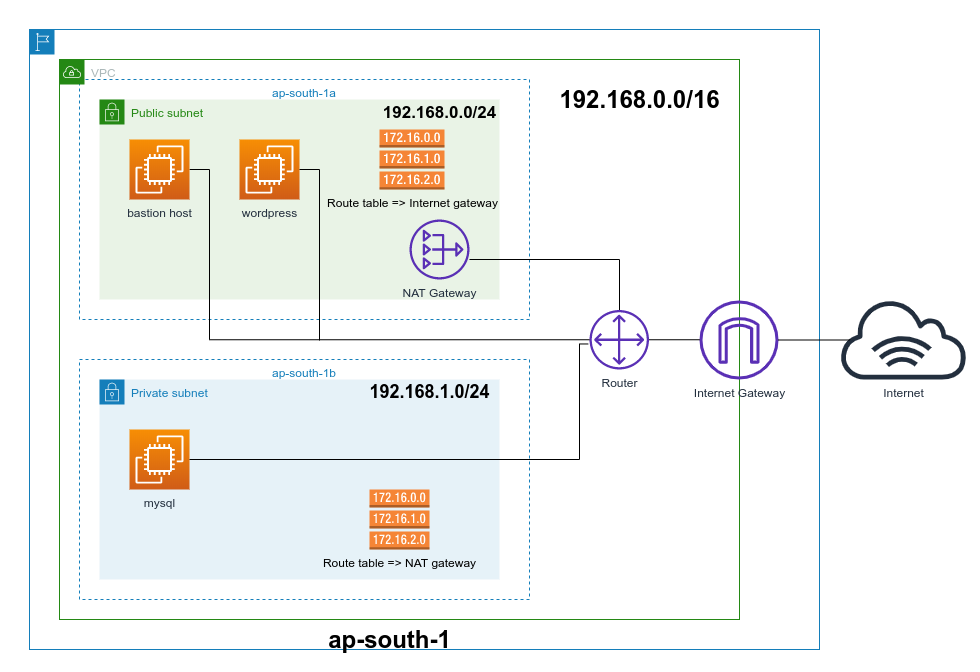 VPC
ap-south-1a
192.168.0.0/16
Public subnet
192.168.0.0/24
172.16.0.0
172.16.1.0
172.16.2.0
bastion host
wordpress
Route table => Internet gateway
NAT Gateway
ap-south-1b
Router
Internet Gateway
Internet
Private subnet
192.168.1.0/24
mysql
172.16.0.0
172.16.1.0
172.16.2.0
Route table => NAT gateway
ap-south-1